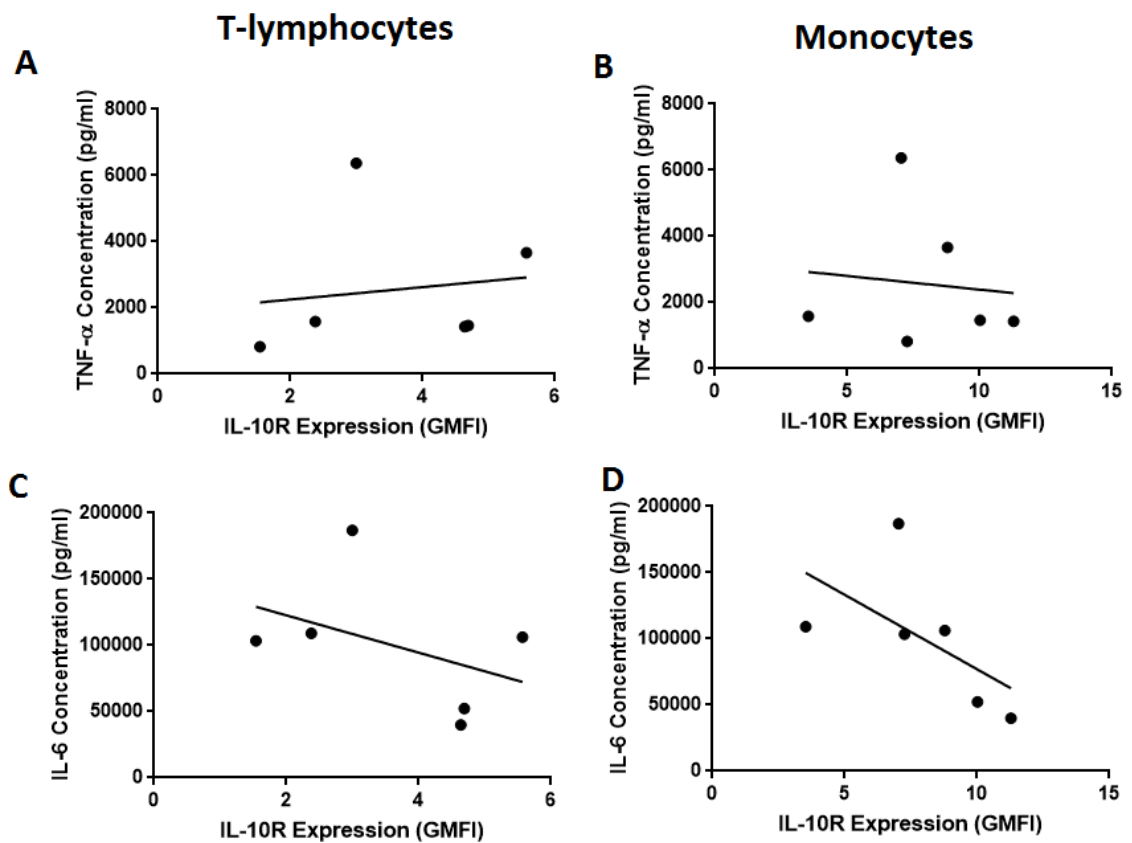 T-lymphocytes
Monocytes
A
TNF-α Concentration (pg/ml)
8000
6000
4000
2000
0
0 2 4 6
IL-10R Expression (GMFI)
B
TNF-α Concentration (pg/ml)
8000
6000
4000
2000
0
0 5 10 15
IL-10R Expression (GMFI)
C
IL-6 Concentration (pg/ml)
200000
150000
100000
50000
0
0 2 4 6
IL-10R Expression (GMFI)
D
IL-6 Concentration (pg/ml)
200000
150000
100000
50000
0
0 5 10 15
IL-10R Expression (GMFI)